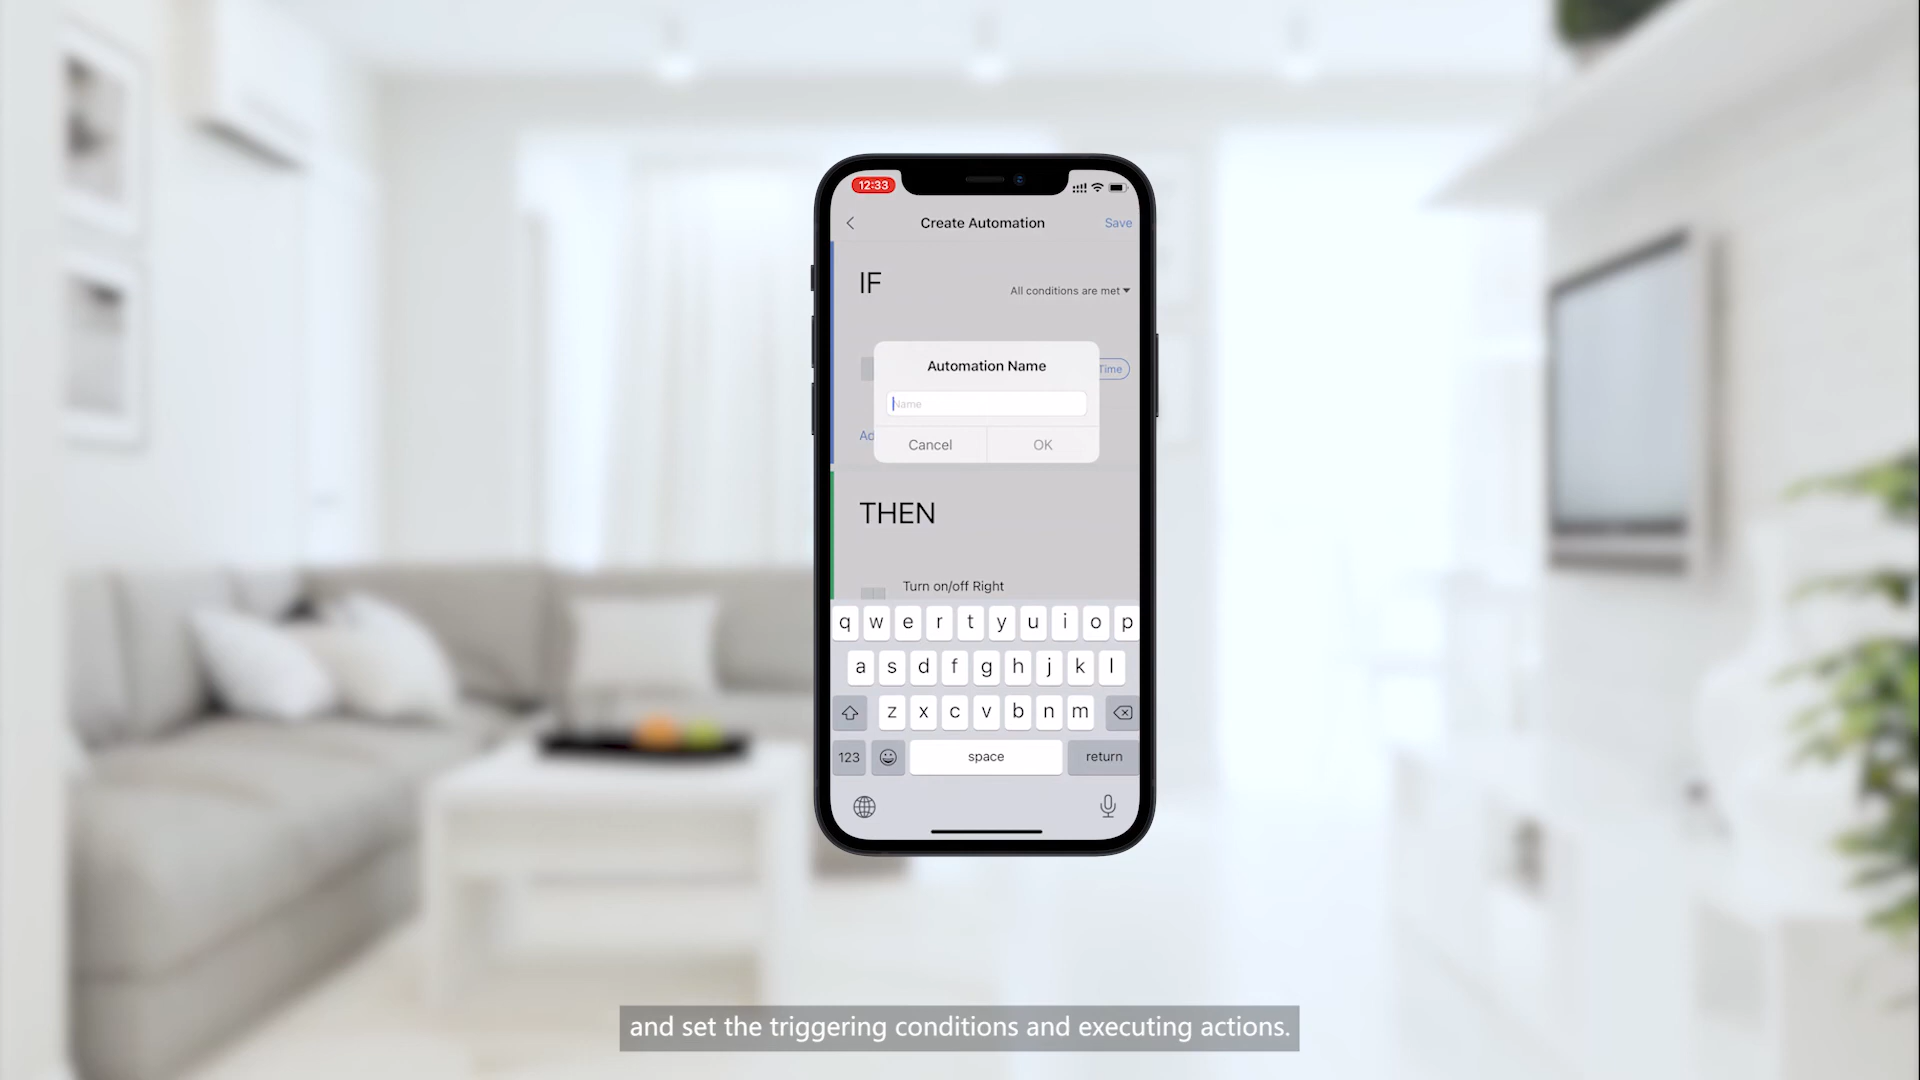 12:33
Create Automation
Save
IF
All conditions are met
Automation Name
Time
Name
Ad
Cancel
OK
THEN
Turn on/off Right
q w e r t y u i o p
a s d f g h j k l
z x c v b n m
123
space
return
and set the triggering conditions and executing actions.